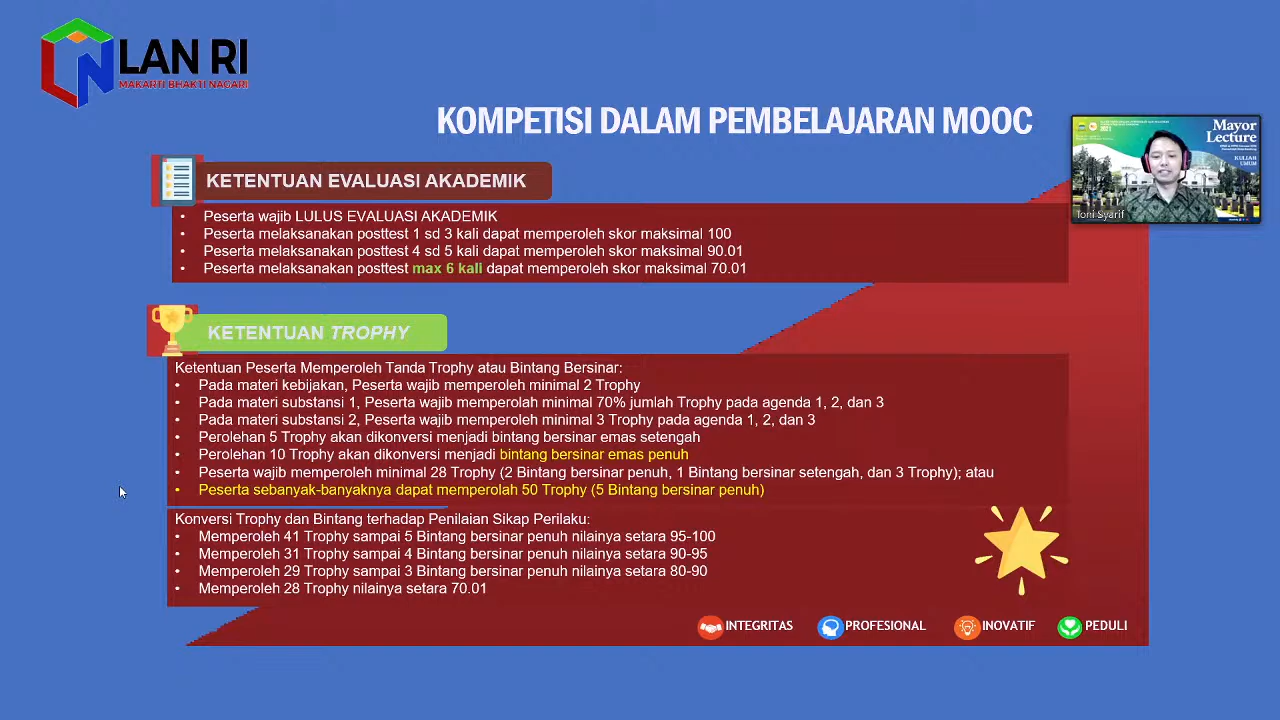 LAN RI
MAKARTI BHAKTI NAGARI
KOMPETISI DALAM PEMBELAJARAN MOOC
Mayor
Lecture
KULIAH
UMUM
Toni Syarif
KETENTUAN EVALUASI AKADEMIK
• Peserta wajib LULUS EVALUASI AKADEMIK
• Peserta melaksanakan posttest 1 sd 3 kali dapat memperoleh skor maksimal 100
• Peserta melaksanakan posttest 4 sd 5 kali dapat memperoleh skor maksimal 90.01
• Peserta melaksanakan posttest max 6 kali dapat memperoleh skor maksimal 70.01
KETENTUAN TROPHY
Ketentuan Peserta Memperoleh Tanda Trophy atau Bintang Bersinar:
• Pada materi kebijakan, Peserta wajib memperoleh minimal 2 Trophy
• Pada materi substansi 1, Peserta wajib memperolah minimal 70% jumlah Trophy pada agenda 1, 2, dan 3
• Pada materi substansi 2, Peserta wajib memperoleh minimal 3 Trophy pada agenda 1, 2, dan 3
• Perolehan 5 Trophy akan dikonversi menjadi bintang bersinar emas setengah
• Perolehan 10 Trophy akan dikonversi menjadi bintang bersinar emas penuh
• Peserta wajib memperoleh minimal 28 Trophy (2 Bintang bersinar penuh, 1 Bintang bersinar setengah, dan 3 Trophy); atau
• Peserta sebanyak-banyaknya dapat memperolah 50 Trophy (5 Bintang bersinar penuh)
Konversi Trophy dan Bintang terhadap Penilaian Sikap Perilaku:
• Memperoleh 41 Trophy sampai 5 Bintang bersinar penuh nilainya setara 95-100
• Memperoleh 31 Trophy sampai 4 Bintang bersinar penuh nilainya setara 90-95
• Memperoleh 29 Trophy sampai 3 Bintang bersinar penuh nilainya setara 80-90
• Memperoleh 28 Trophy nilainya setara 70.01
INTEGRITAS PROFESIONAL INOVATIF PEDULI